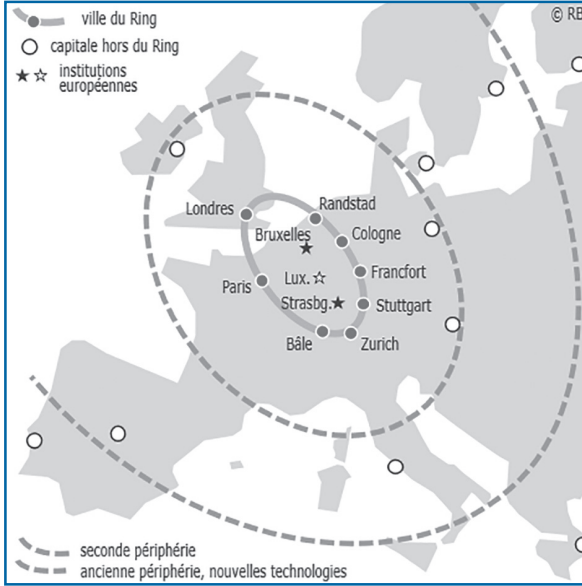 ville du Ring
© RB
capitale hors du Ring
institutions
européennes
Londres
Randstad
Bruxelles
Cologne
Francfort
Lux.
Paris
Strasbg.
Stuttgart
Bâle
Zurich
seconde périphérie
ancienne périphérie, nouvelles technologies